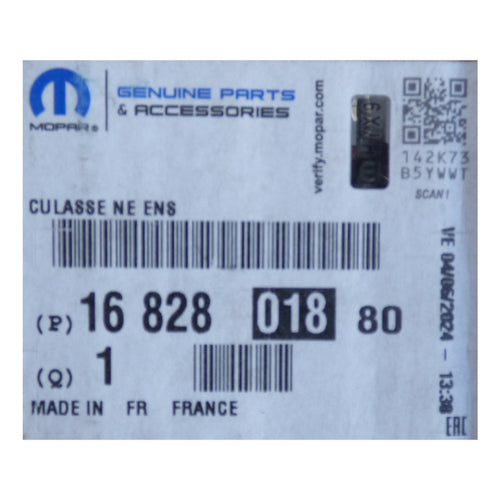 MOPAR®
GENUINE PARTS
& ACCESSORIES
verify.mopar.com
142K73
B5YWWT
SCAN!
CULASSE NE ENS
VE 04/06/2024 - 13:38
(P) 16 828 018 80
(Q) 1
MADE IN FR FRANCE
EAC